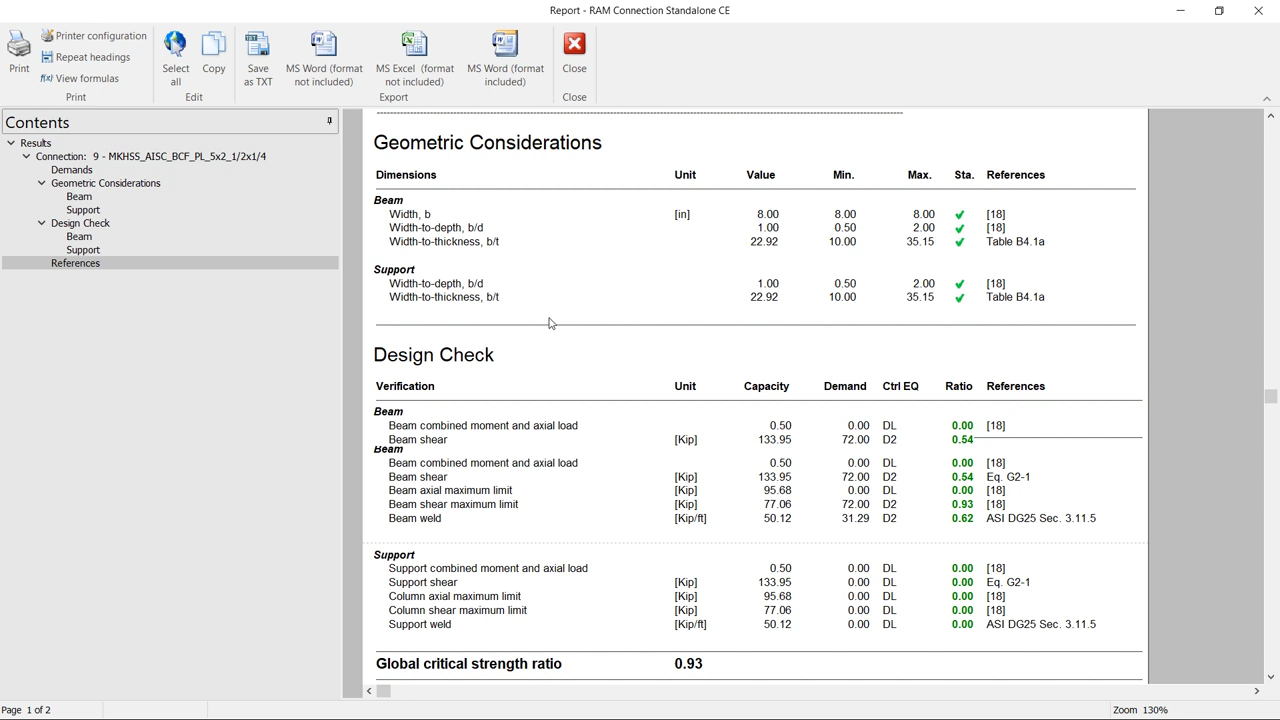 Report - RAM Connection Standalone CE
Print
Printer configuration
Repeat headings
f(x) View formulas
Print
Select all
Copy
Edit
Save as TXT
MS Word (format not included)
MS Excel (format not included)
MS Word (format included)
Export
Close
Close
Contents
Results
Connection: 9 - MKHSS_AISC_BCF_PL_5x2_1/2x1/4
Demands
Geometric Considerations
Beam
Support
Design Check
Beam
Support
References
Geometric Considerations
Dimensions Unit Value Min. Max. Sta. References
Beam
Width, b [in] 8.00 8.00 8.00 ✔ [18]
Width-to-depth, b/d 1.00 0.50 2.00 ✔ [18]
Width-to-thickness, b/t 22.92 10.00 35.15 ✔ Table B4.1a
Support
Width-to-depth, b/d 1.00 0.50 2.00 ✔ [18]
Width-to-thickness, b/t 22.92 10.00 35.15 ✔ Table B4.1a
Design Check
Verification Unit Capacity Demand Ctrl EQ Ratio References
Beam
Beam combined moment and axial load 0.50 0.00 DL 0.00 [18]
Beam shear [Kip] 133.95 72.00 D2 0.54
Beam
Beam combined moment and axial load 0.50 0.00 DL 0.00 [18]
Beam shear [Kip] 133.95 72.00 D2 0.54 Eq. G2-1
Beam axial maximum limit [Kip] 95.68 0.00 DL 0.00 [18]
Beam shear maximum limit [Kip] 77.06 72.00 D2 0.93 [18]
Beam weld [Kip/ft] 50.12 31.29 D2 0.62 ASI DG25 Sec. 3.11.5
Support
Support combined moment and axial load 0.50 0.00 DL 0.00 [18]
Support shear [Kip] 133.95 0.00 DL 0.00 Eq. G2-1
Column axial maximum limit [Kip] 95.68 0.00 DL 0.00 [18]
Column shear maximum limit [Kip] 77.06 0.00 DL 0.00 [18]
Support weld [Kip/ft] 50.12 0.00 DL 0.00 ASI DG25 Sec. 3.11.5
Global critical strength ratio 0.93
Page 1 of 2
Zoom 130%